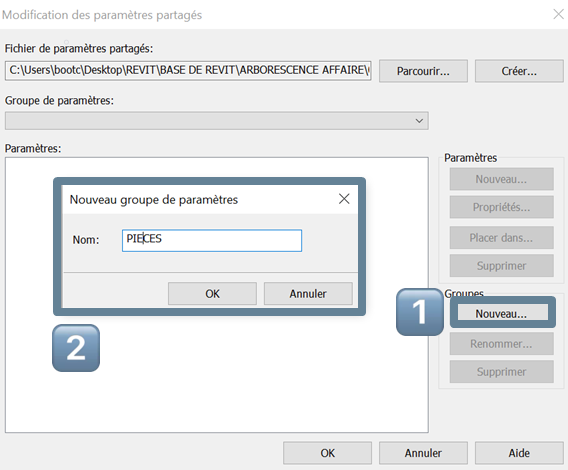 Modification des paramètres partagés
Fichier de paramètres partagés:
C:\Users\bootc\Desktop\REVIT\BASE DE REVIT\ARBORESCENCE AFFAIRE\
Parcourir...
Créer...
Groupe de paramètres:
Paramètres:
Paramètres
Nouveau...
Propriétés...
Placer dans...
Supprimer
Nouveau groupe de paramètres
Nom:
PIECES
OK
Annuler
2
Groupes
1
Nouveau...
Renommer...
Supprimer
OK
Annuler
Aide